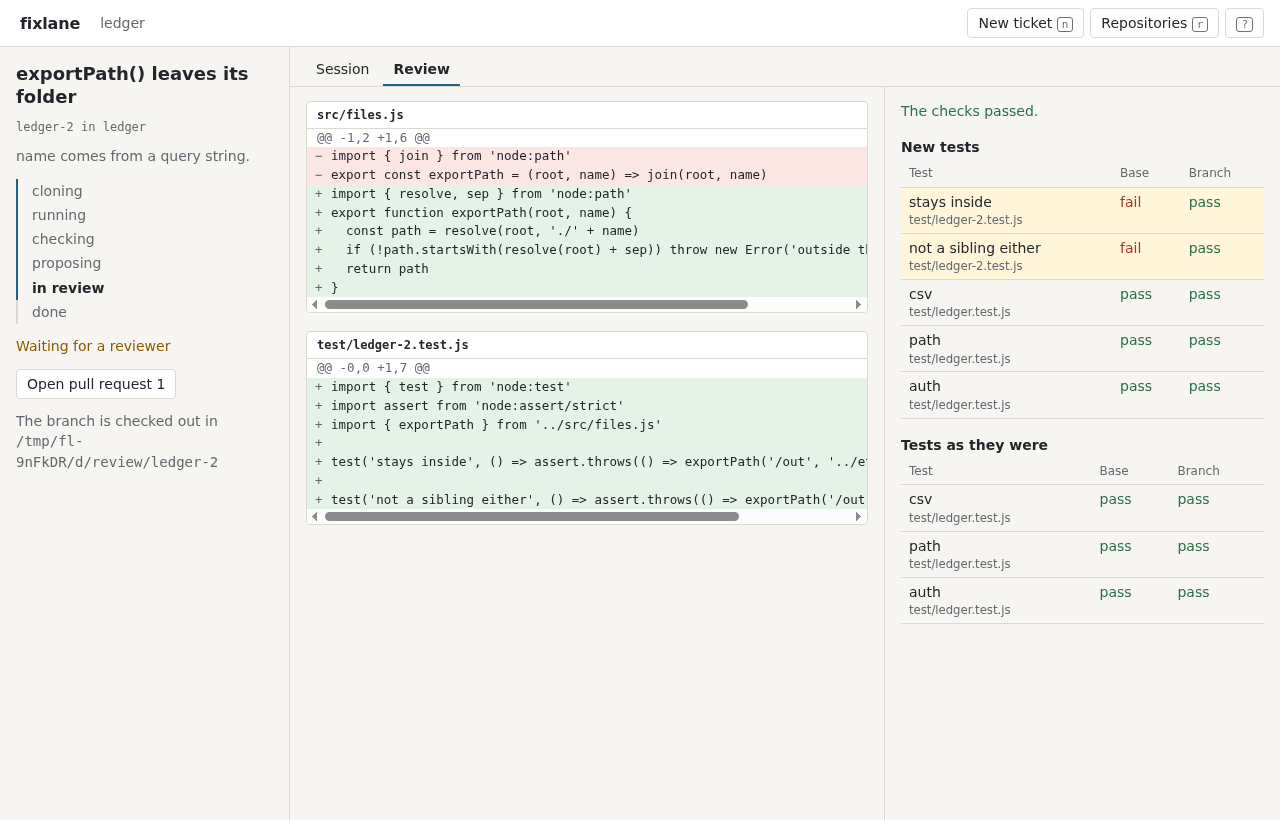 fixlane ledger New ticket n Repositories r ?
exportPath() leaves its
folder
ledger-2 in ledger
name comes from a query string.
cloning
running
checking
proposing
in review
done
Waiting for a reviewer
Open pull request 1
The branch is checked out in
/tmp/fl-
9nFkDR/d/review/ledger-2
Session Review
src/files.js
@@ -1,2 +1,6 @@
− import { join } from 'node:path'
− export const exportPath = (root, name) => join(root, name)
+ import { resolve, sep } from 'node:path'
+ export function exportPath(root, name) {
+   const path = resolve(root, './' + name)
+   if (!path.startsWith(resolve(root) + sep)) throw new Error('outside
+   return path
+ }
test/ledger-2.test.js
@@ -0,0 +1,7 @@
+ import { test } from 'node:test'
+ import assert from 'node:assert/strict'
+ import { exportPath } from '../src/files.js'
+
+ test('stays inside', () => assert.throws(() => exportPath('/out', '../
+
+ test('not a sibling either', () => assert.throws(() => exportPath('/out
The checks passed.
New tests
Test Base Branch
stays inside fail pass
test/ledger-2.test.js
not a sibling either fail pass
test/ledger-2.test.js
csv pass pass
test/ledger.test.js
path pass pass
test/ledger.test.js
auth pass pass
test/ledger.test.js
Tests as they were
Test Base Branch
csv pass pass
test/ledger.test.js
path pass pass
test/ledger.test.js
auth pass pass
test/ledger.test.js